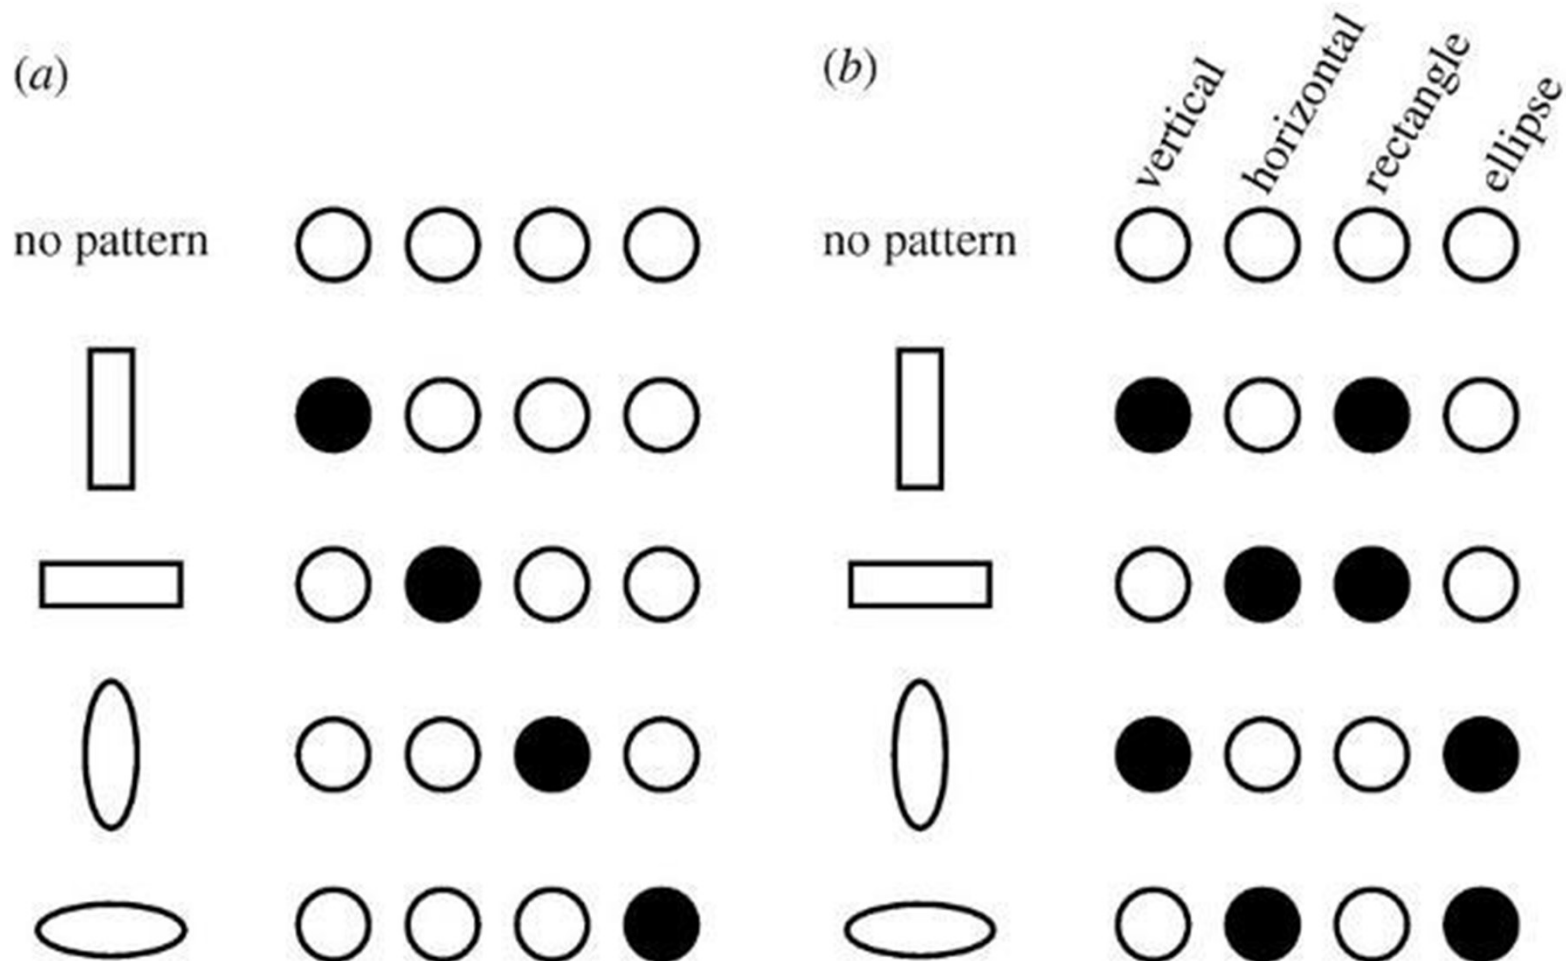 (a)
no pattern
(b)
vertical
horizontal
rectangle
ellipse
no pattern